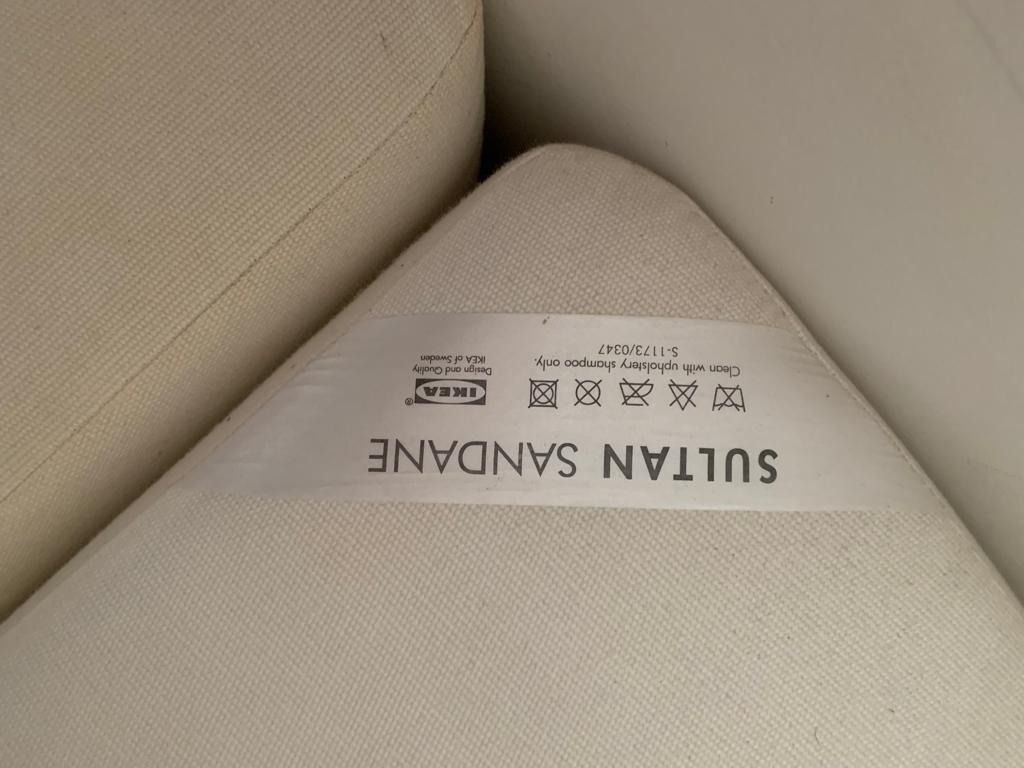 SULTAN SANDANE
Clean with upholstery shampoo only.
S-1173/0347
IKEA®
Design and Quality
IKEA of Sweden